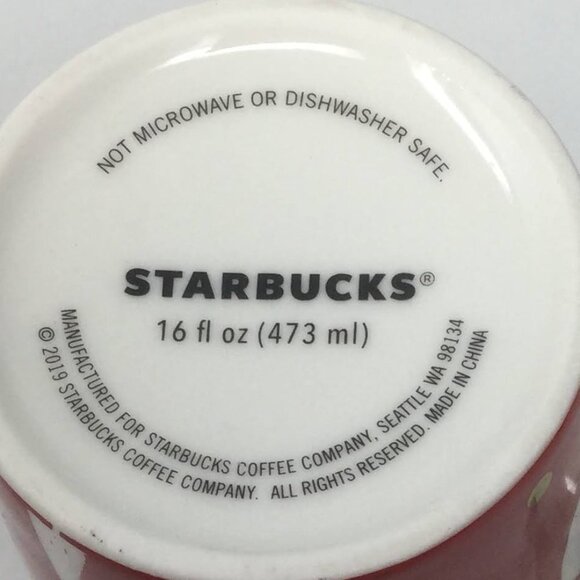 NOT MICROWAVE OR DISHWASHER SAFE.
STARBUCKS®
16 fl oz (473 ml)
MANUFACTURED FOR STARBUCKS COFFEE COMPANY, SEATTLE WA 98134
© 2019 STARBUCKS COFFEE COMPANY. ALL RIGHTS RESERVED. MADE IN CHINA